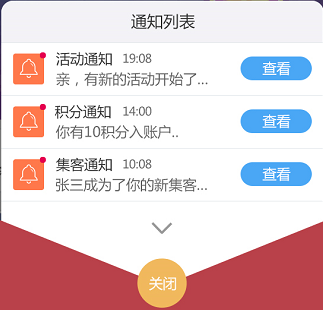 通知列表
活动通知 19:08
亲，有新的活动开始了...
查看
积分通知 14:00
你有10积分入账户..
查看
集客通知 10:08
张三成为了你的新集客...
查看
关闭